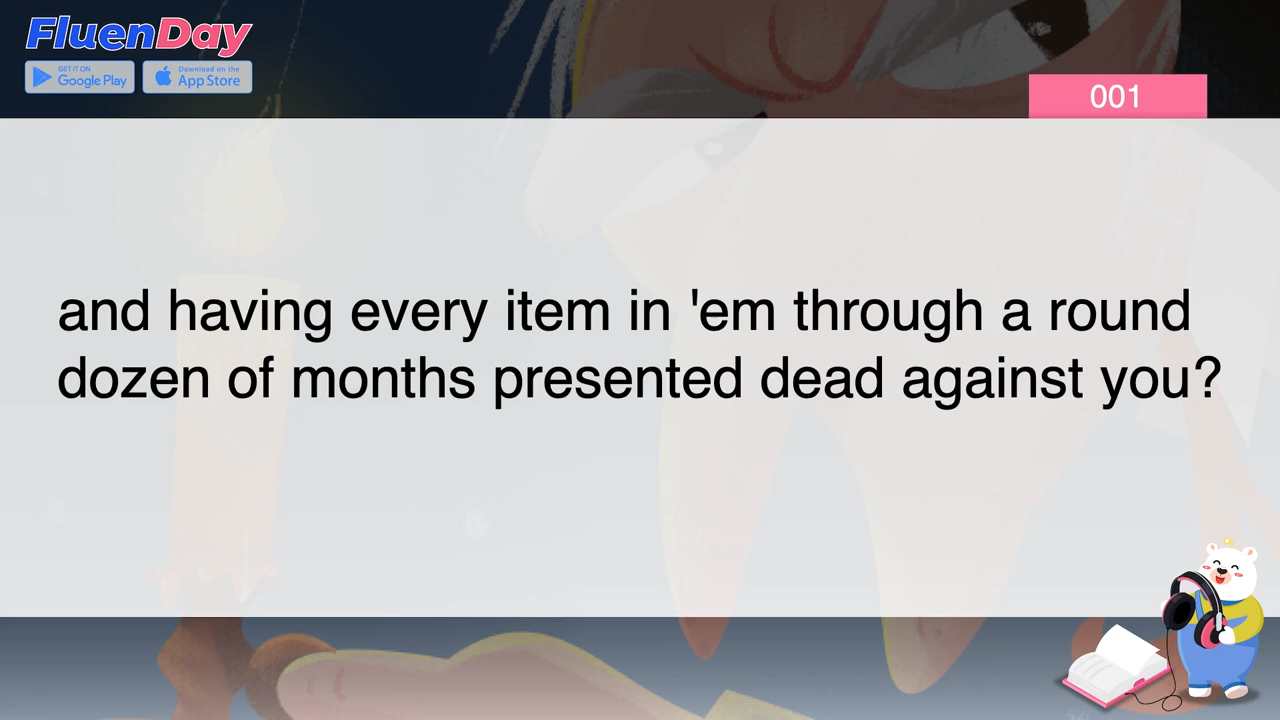 FluenDay
GET IT ON
Google Play
Download on the
App Store
001
and having every item in 'em through a round
dozen of months presented dead against you?